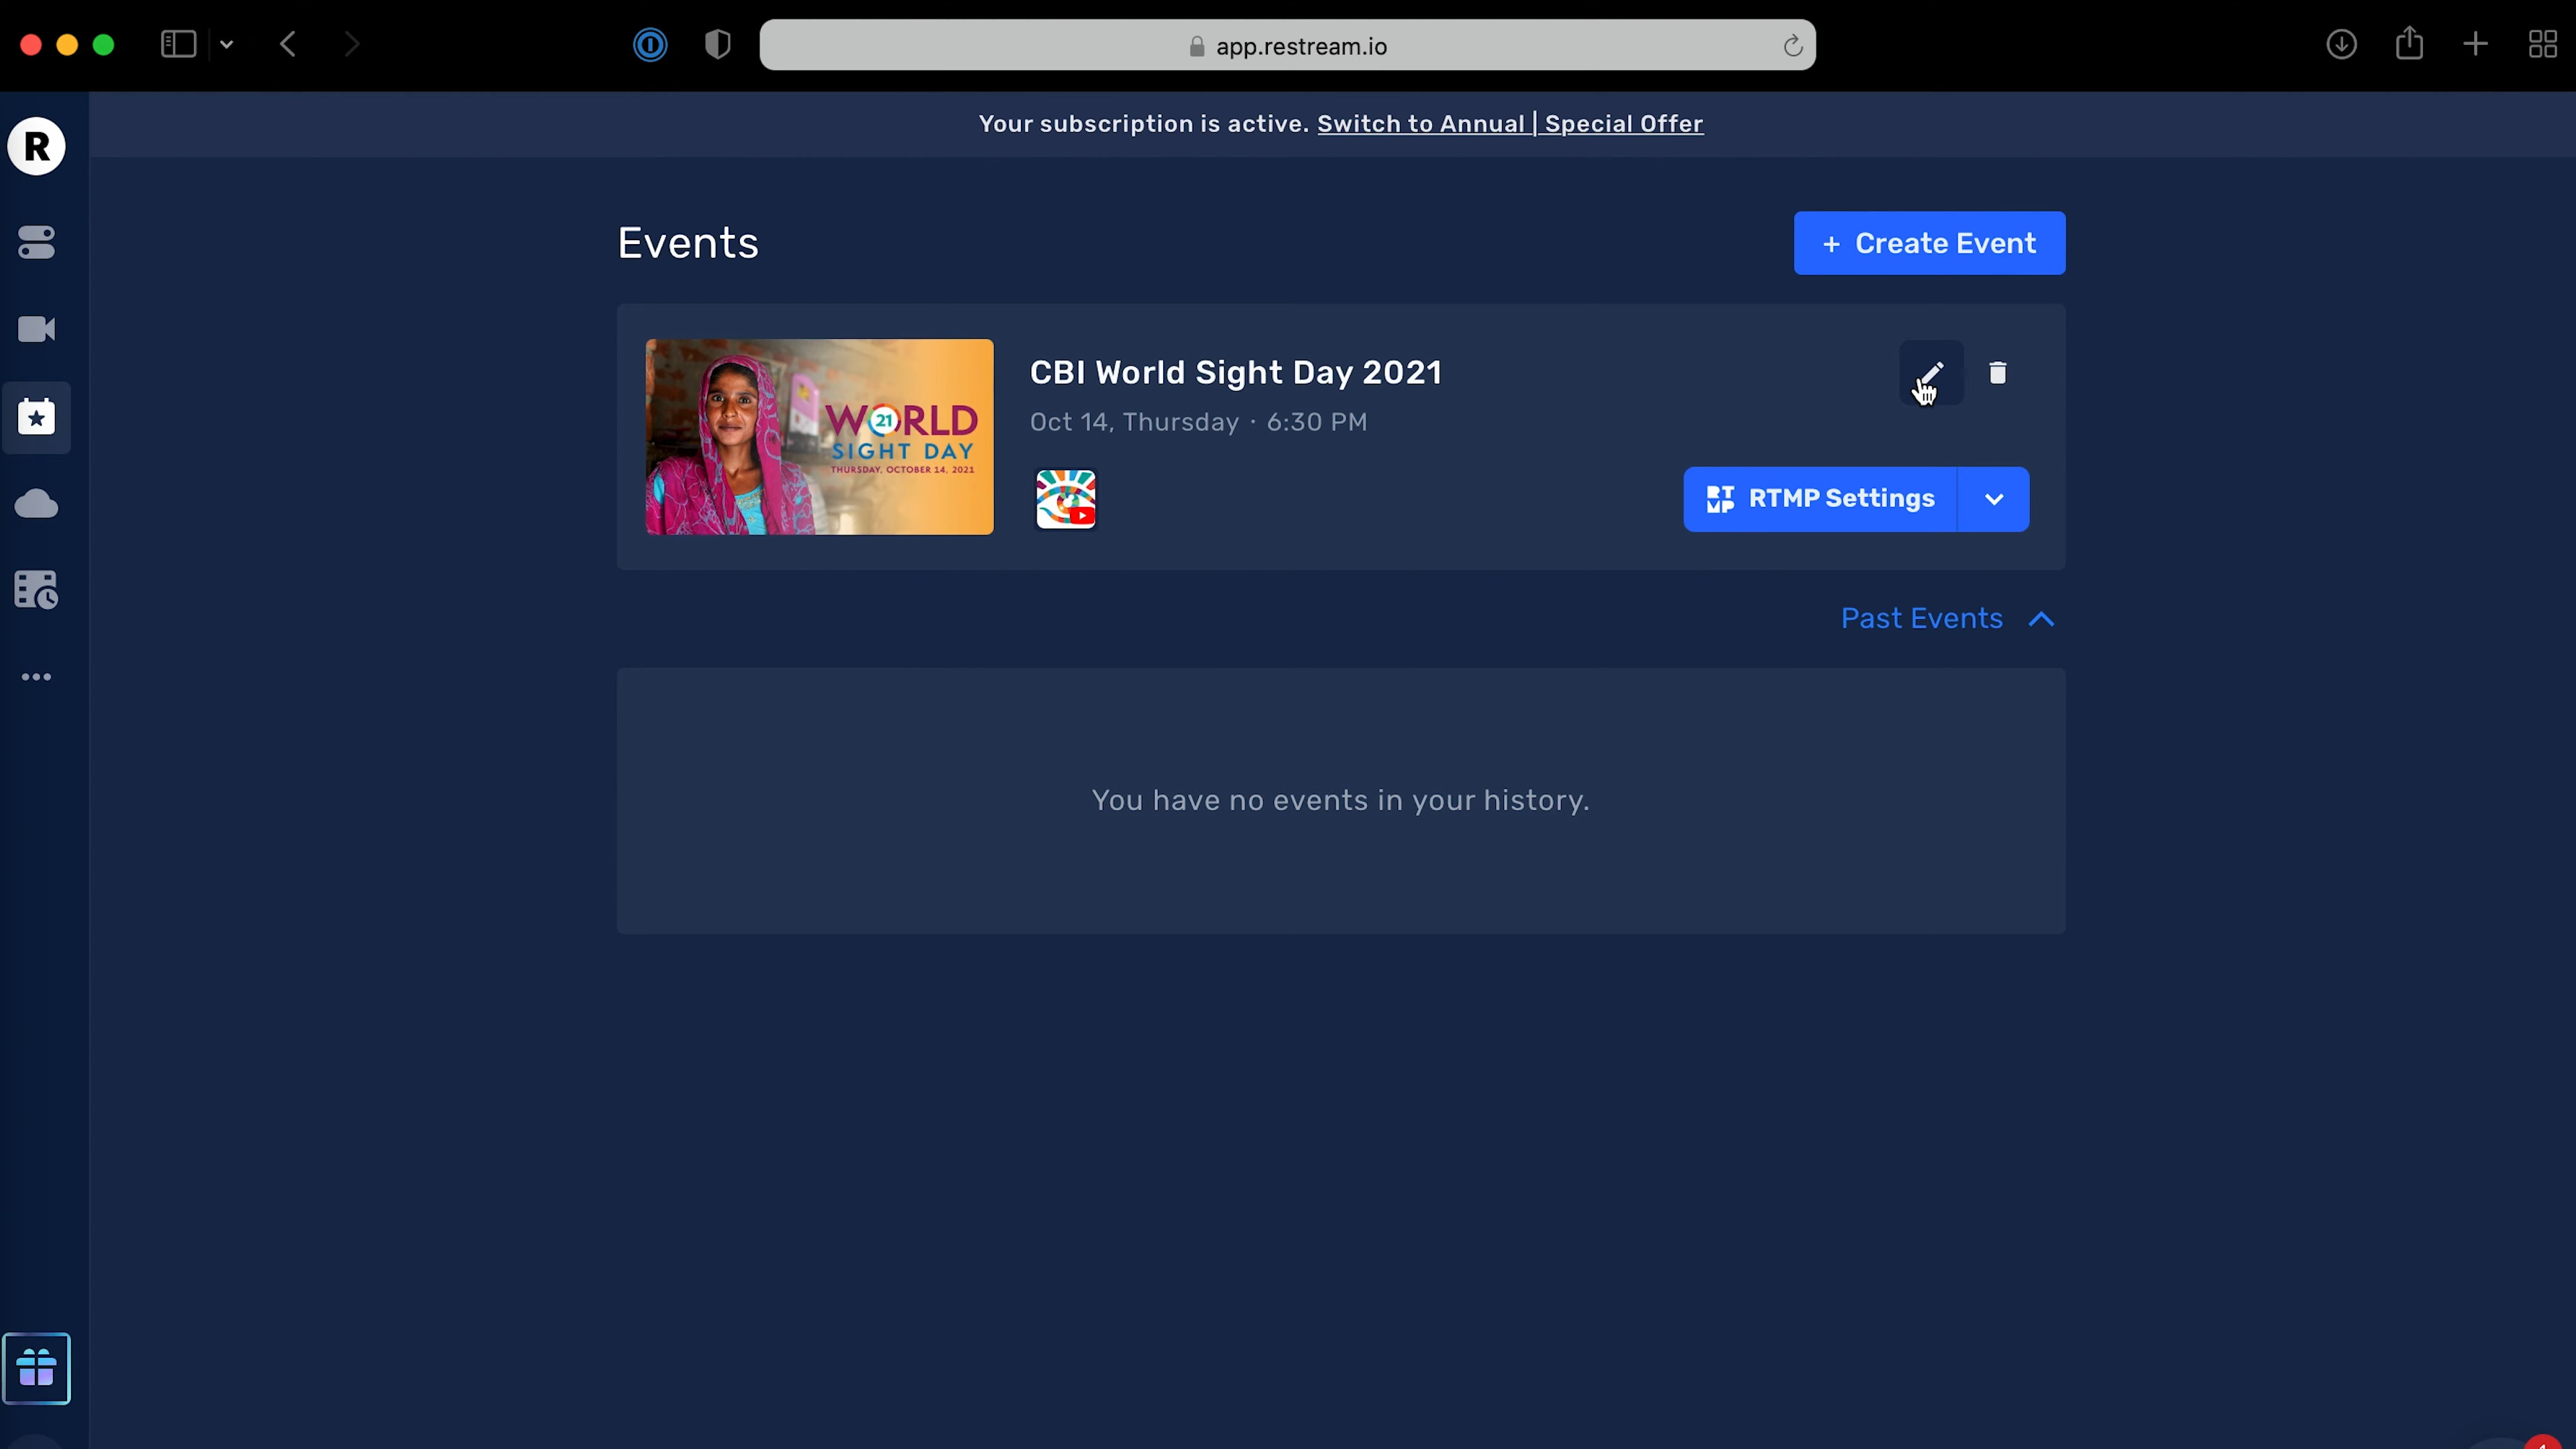 app.restream.io
R
Your subscription is active. Switch to Annual | Special Offer
Events
+ Create Event
CBI World Sight Day 2021
Oct 14, Thursday · 6:30 PM
W21RLD
SIGHT DAY
THURSDAY, OCTOBER 14, 2021
RTMP RTMP Settings
Past Events
You have no events in your history.